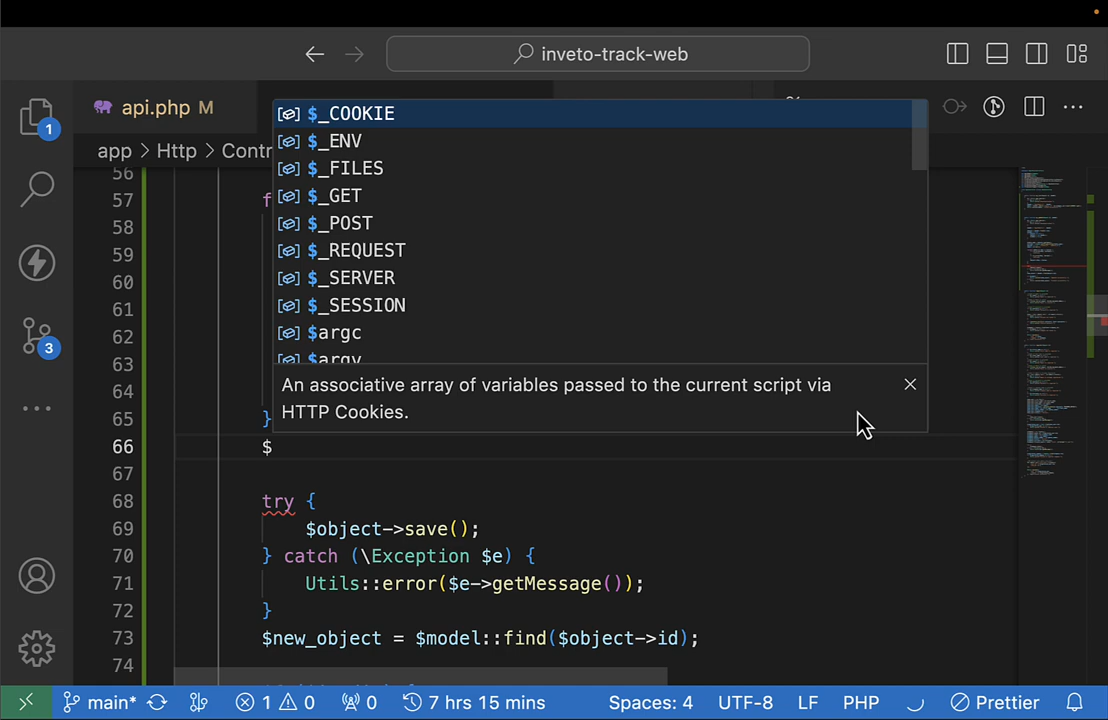 inveto-track-web
api.php M
app > Http > Contr
1
3
$_COOKIE
$_ENV
$_FILES
$_GET
$_POST
$_REQUEST
$_SERVER
$_SESSION
$argc
$argv
An associative array of variables passed to the current script via
HTTP Cookies.
56
57 f
58
59
60
61
62
63
64
65 }
66 $
67
68 try {
69 $object->save();
70 } catch (\Exception $e) {
71 Utils::error($e->getMessage());
72 }
73 $new_object = $model::find($object->id);
74
main* 1 0 0 7 hrs 15 mins Spaces: 4 UTF-8 LF PHP Prettier